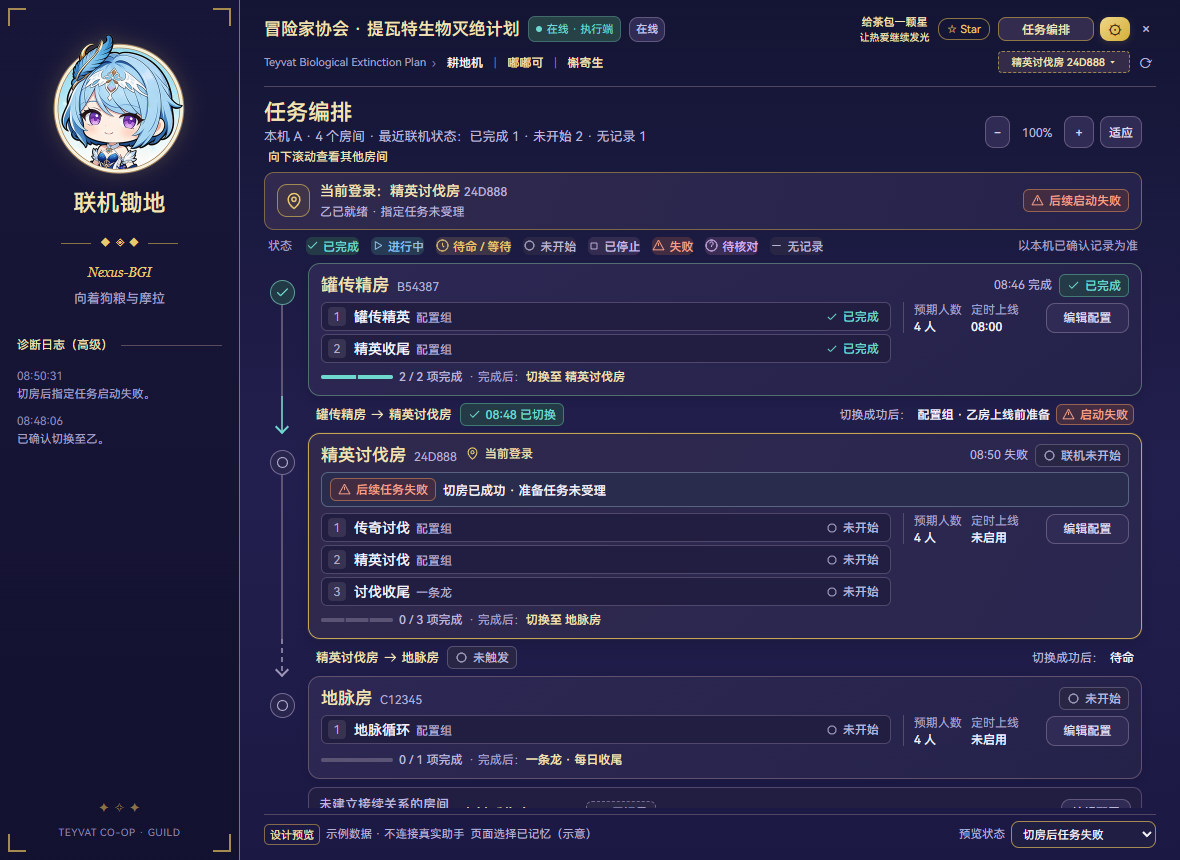 联机锄地
Nexus-BGI
向着狗粮与摩拉
诊断日志（高级）
08:50:31
切房后指定任务启动失败。
08:48:06
已确认切换至乙。
TEYVAT CO-OP · GUILD
冒险家协会 · 提瓦特生物灭绝计划 在线 · 执行端 在线
给茶包一颗星
让热爱继续发光
☆ Star 任务编排 ×
Teyvat Biological Extinction Plan › 耕地机 | 嘟嘟可 | 槲寄生
精英讨伐房 24D888
任务编排
本机 A · 4 个房间 · 最近联机状态：已完成 1 · 未开始 2 · 无记录 1
向下滚动查看其他房间
− 100% + 适应
当前登录：精英讨伐房 24D888
乙已就绪 · 指定任务未受理
后续启动失败
状态 已完成 进行中 待命 / 等待 未开始 已停止 失败 待核对 无记录 以本机已确认记录为准
罐传精房 B54387 08:46 完成 已完成
1 罐传精英 配置组 已完成
2 精英收尾 配置组 已完成
预期人数 定时上线
4 人 08:00
编辑配置
2 / 2 项完成 · 完成后：切换至 精英讨伐房
罐传精房 → 精英讨伐房 08:48 已切换 切换成功后： 配置组 · 乙房上线前准备 启动失败
精英讨伐房 24D888 当前登录 08:50 失败 联机未开始
后续任务失败 切房已成功 · 准备任务未受理
1 传奇讨伐 配置组 未开始
2 精英讨伐 配置组 未开始
3 讨伐收尾 一条龙 未开始
预期人数 定时上线
4 人 未启用
编辑配置
0 / 3 项完成 · 完成后：切换至 地脉房
精英讨伐房 → 地脉房 未触发 切换成功后： 待命
地脉房 C12345 未开始
1 地脉循环 配置组 未开始
预期人数 定时上线
4 人 未启用
编辑配置
0 / 1 项完成 · 完成后：一条龙 · 每日收尾
未建立接续关系的房间
设计预览 示例数据 · 不连接真实助手 页面选择已记忆（示意） 预览状态 切房后任务失败